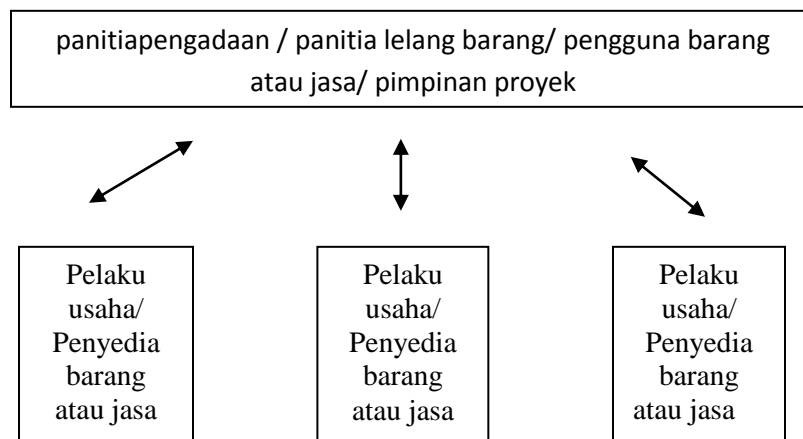 panitiapengadaan / panitia lelang barang/ pengguna barang
atau jasa/ pimpinan proyek
Pelaku
usaha/
Penyedia
barang
atau jasa
Pelaku
usaha/
Penyedia
barang
atau jasa
Pelaku
usaha/
Penyedia
barang
atau jasa